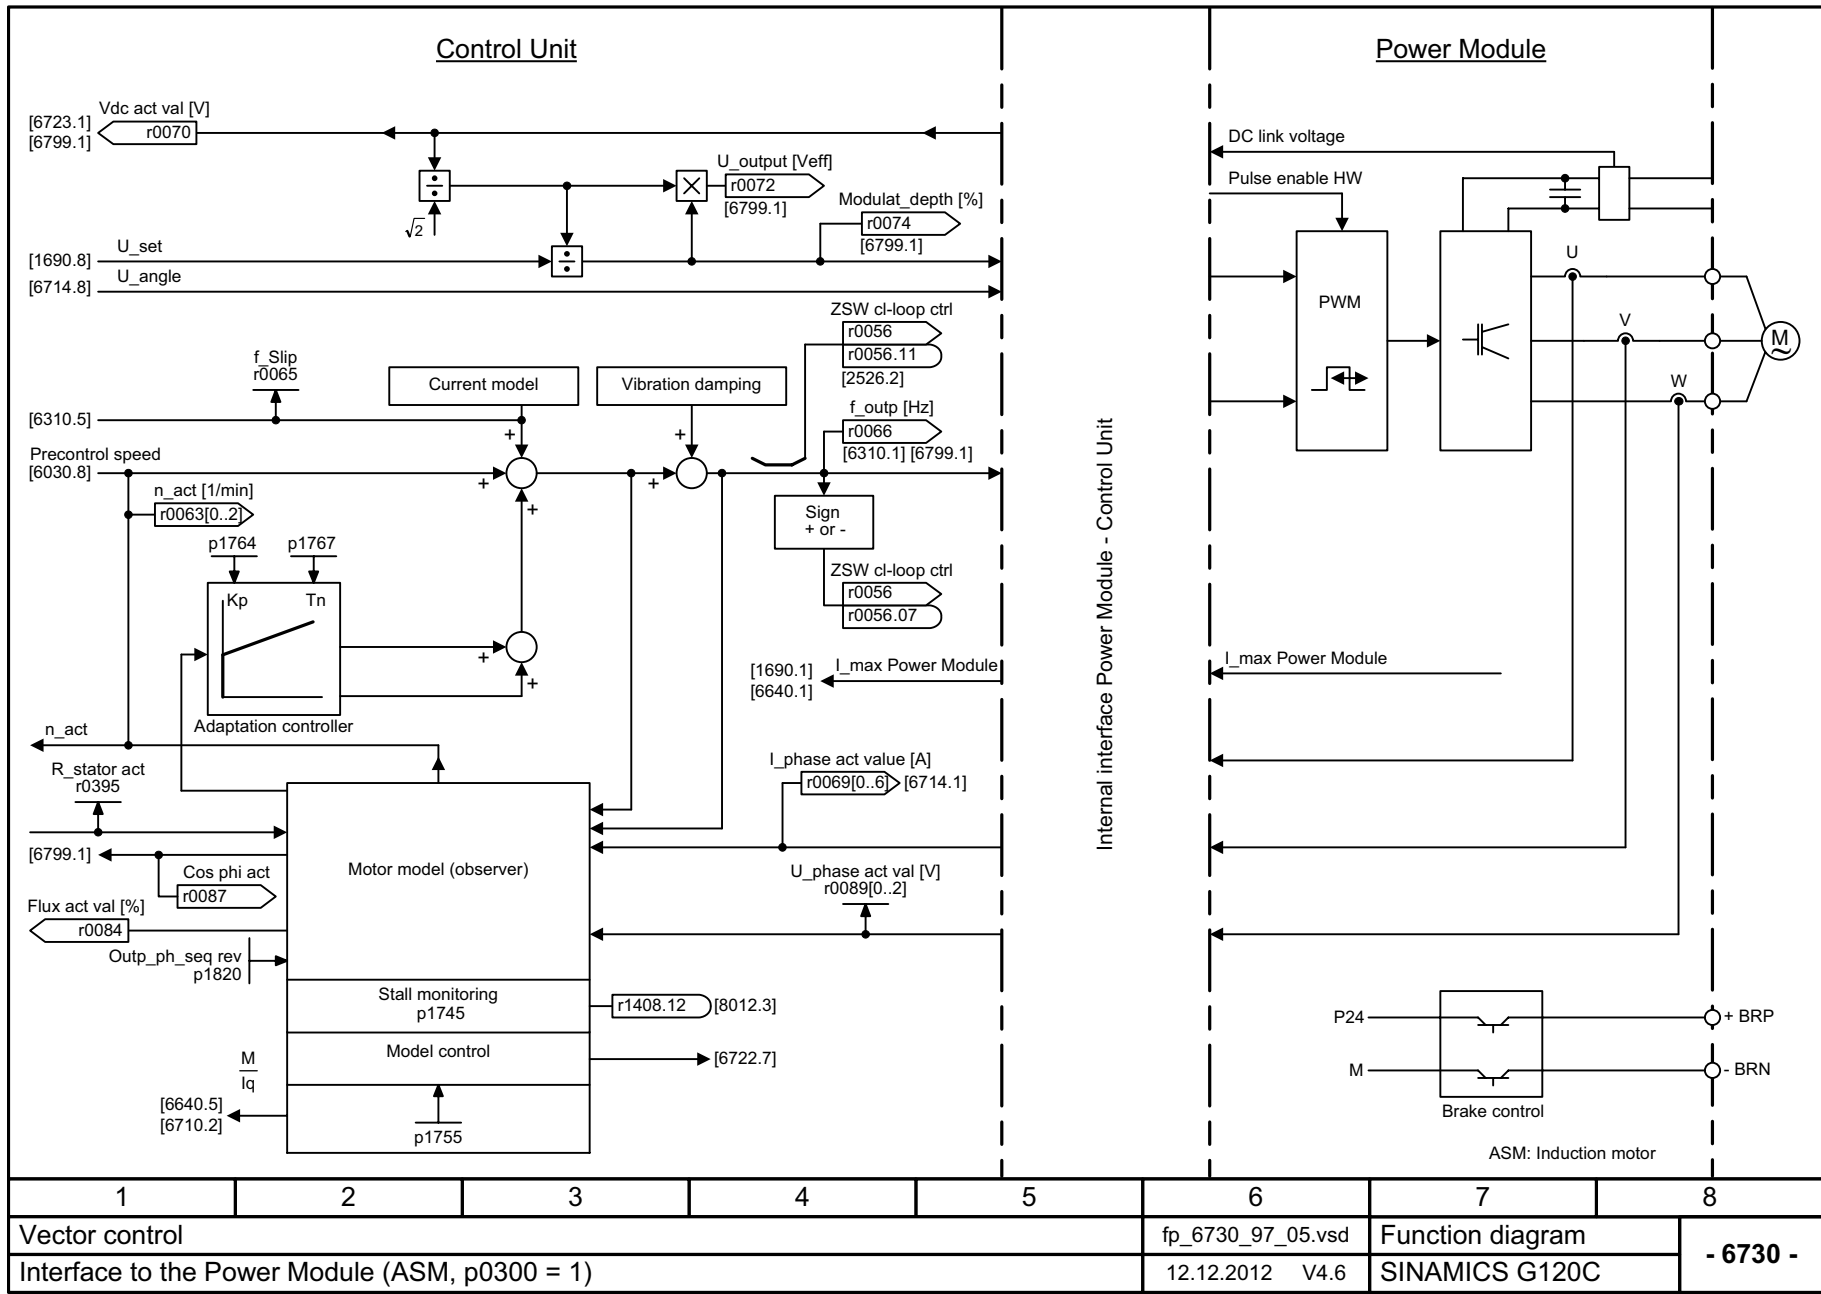 Control Unit
Power Module
Vdc act val [V]
[6723.1]
[6799.1]
r0070
÷
√2
U_output [Veff]
r0072
[6799.1]
×
Modulat_depth [%]
r0074
[6799.1]
U_set
[1690.8]
÷
U_angle
[6714.8]
ZSW cl-loop ctrl
r0056
r0056.11
[2526.2]
f_Slip
r0065
Current model
Vibration damping
[6310.5]
+
+
f_outp [Hz]
r0066
[6310.1] [6799.1]
Precontrol speed
[6030.8]
+
+
+
n_act [1/min]
r0063[0..2]
Sign
+ or -
p1764
p1767
ZSW cl-loop ctrl
r0056
r0056.07
Kp
Tn
+
+
Adaptation controller
[1690.1]
[6640.1]
I_max Power Module
n_act
R_stator act
r0395
I_phase act value [A]
r0069[0..6]
[6714.1]
[6799.1]
Cos phi act
r0087
Motor model (observer)
U_phase act val [V]
r0089[0..2]
Flux act val [%]
r0084
Outp_ph_seq rev
p1820
Stall monitoring
p1745
r1408.12
[8012.3]
Model control
[6722.7]
M
Iq
[6640.5]
[6710.2]
p1755
Internal interface Power Module - Control Unit
DC link voltage
Pulse enable HW
PWM
U
V
W
M
~
I_max Power Module
P24
+ BRP
M
- BRN
Brake control
ASM: Induction motor
1 2 3 4 5 6 7 8
Vector control
fp_6730_97_05.vsd
Function diagram
- 6730 -
Interface to the Power Module (ASM, p0300 = 1)
12.12.2012 V4.6
SINAMICS G120C